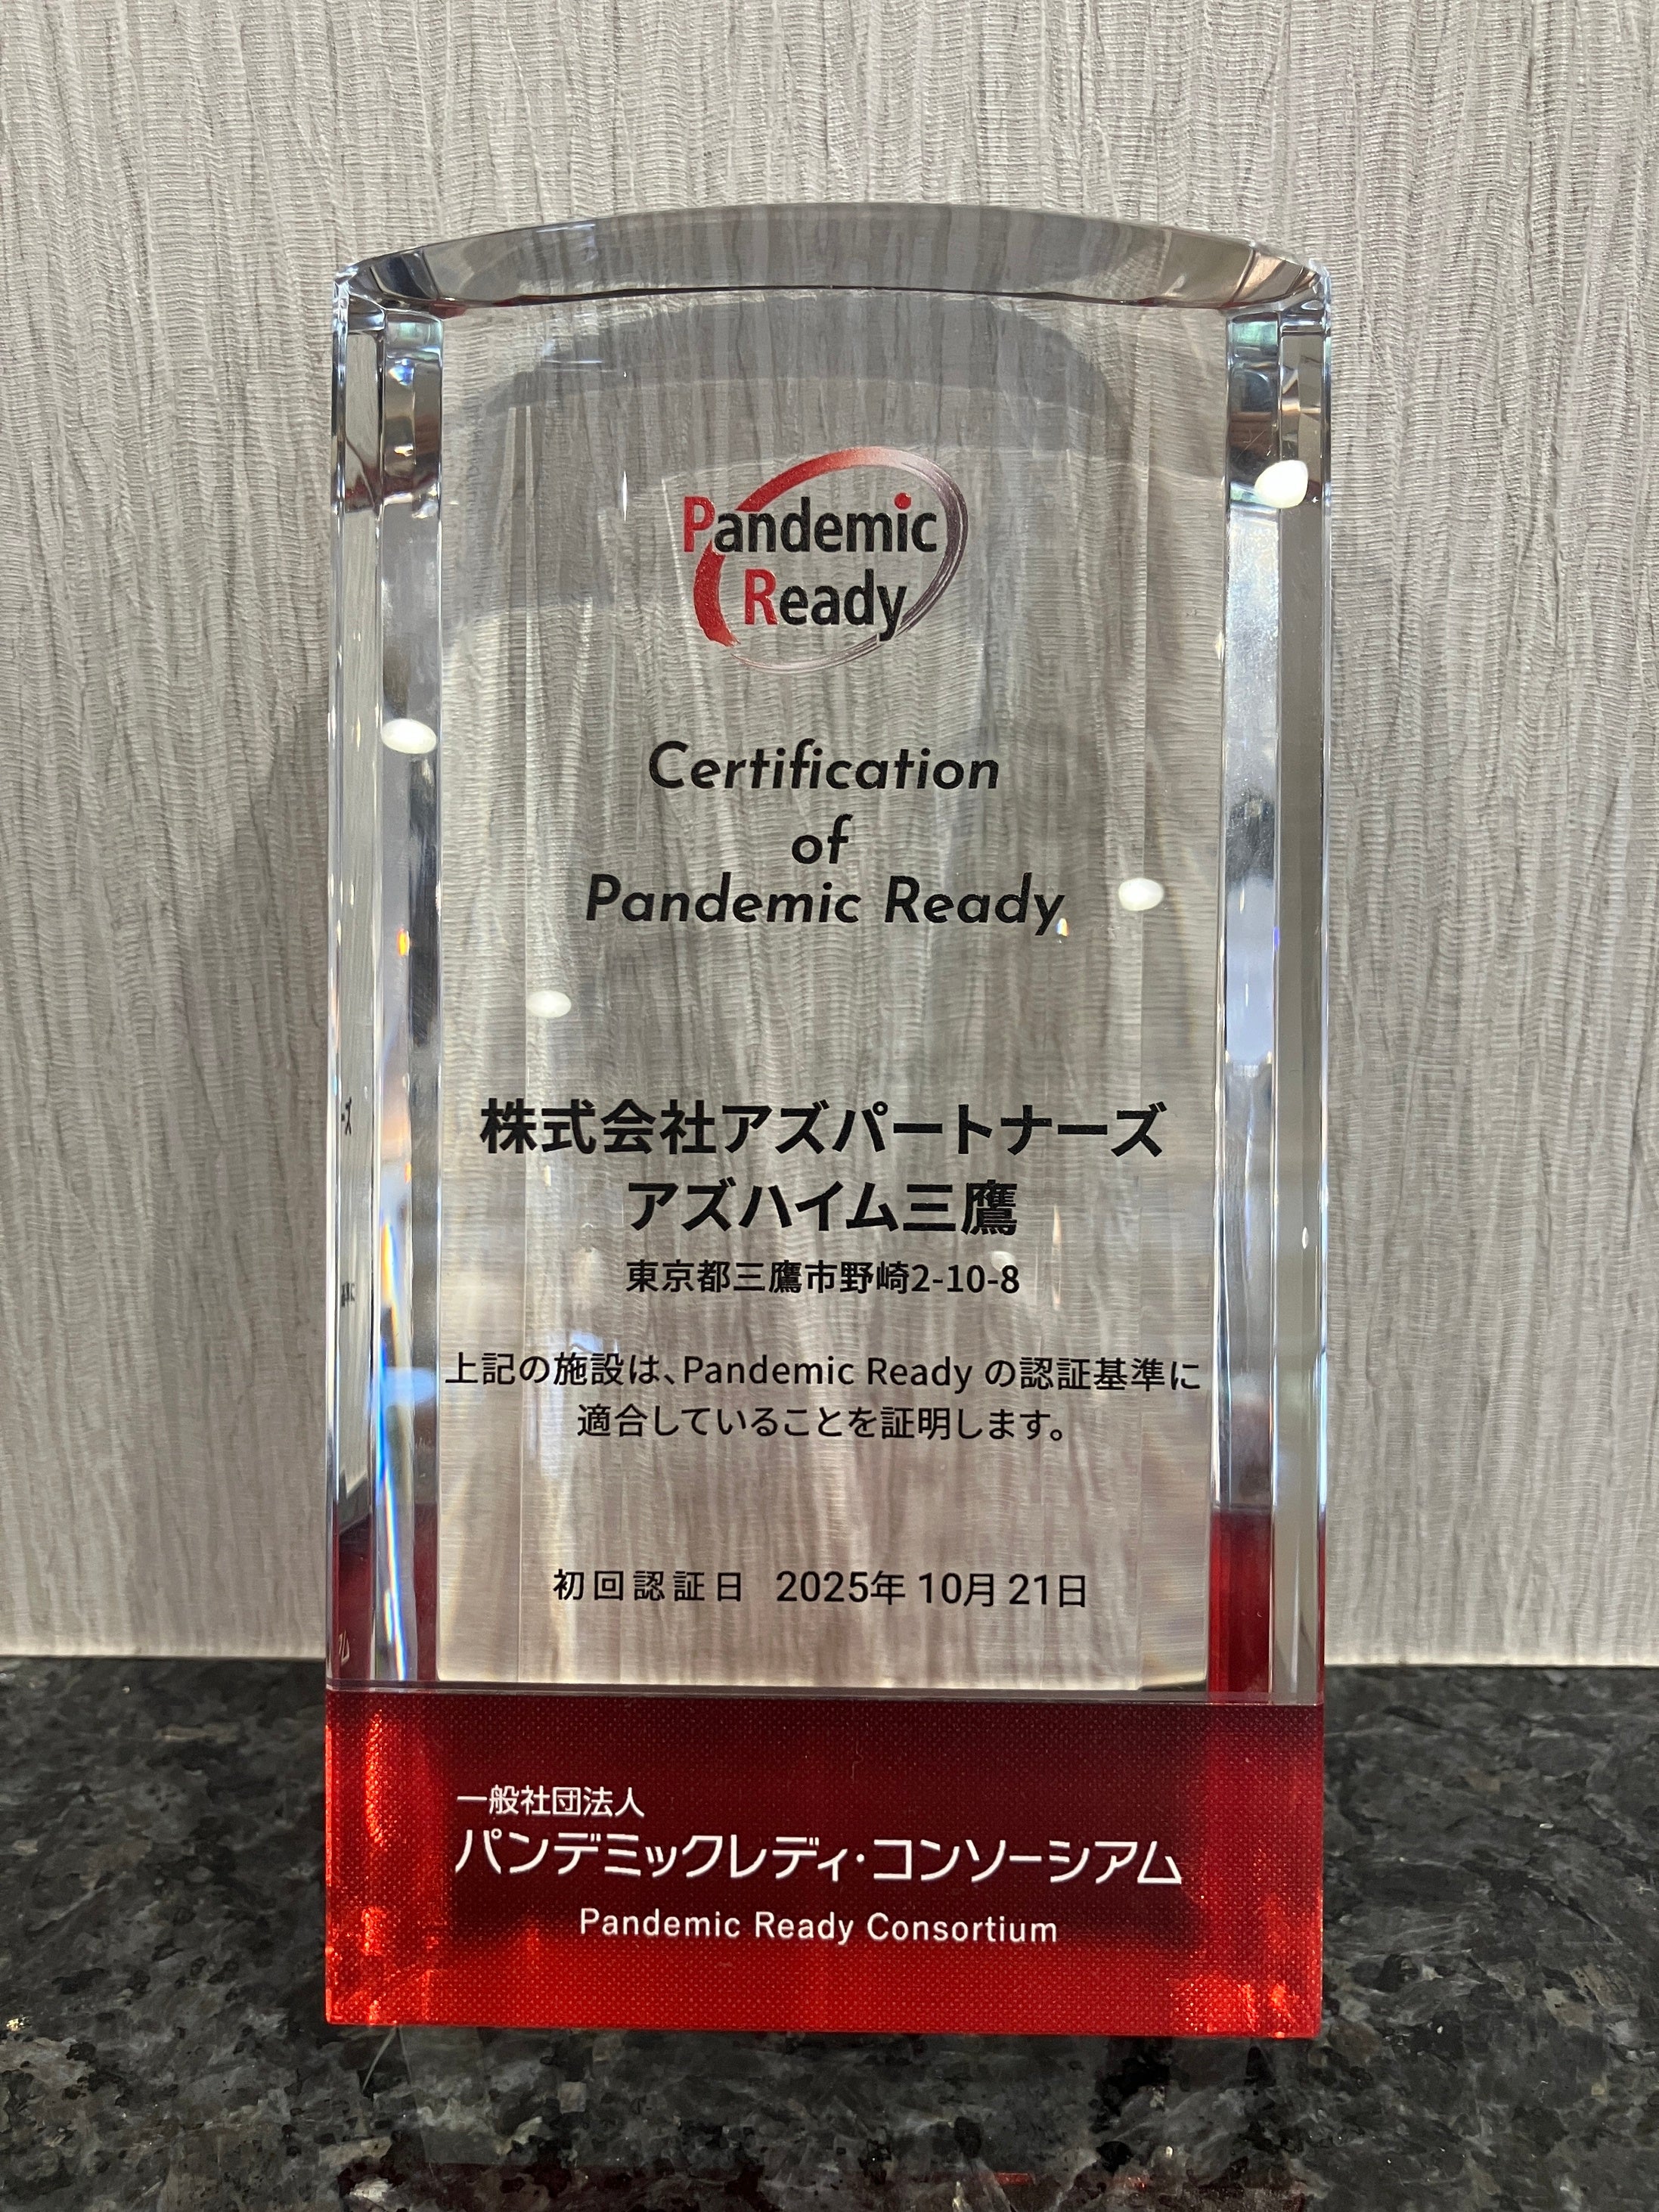 Pandemic
Ready
Certification
of
Pandemic Ready
株式会社アズパートナーズ
アズハイム三鷹
東京都三鷹市野崎2-10-8
上記の施設は、Pandemic Ready の認証基準に
適合していることを証明します。
初回認証日 2025年 10月 21日
一般社団法人
パンデミックレディ・コンソーシアム
Pandemic Ready Consortium